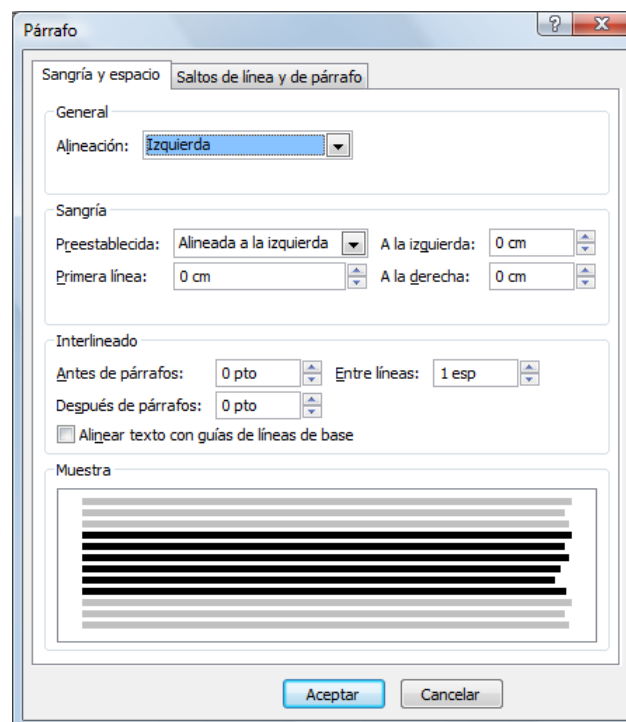 Párrafo
Sangría y espacio Saltos de línea y de párrafo
General
Alineación: Izquierda
Sangría
Preestablecida: Alineada a la izquierda A la izquierda: 0 cm
Primera línea: 0 cm A la derecha: 0 cm
Interlineado
Antes de párrafos: 0 pto Entre líneas: 1 esp
Después de párrafos: 0 pto
Alinear texto con guías de líneas de base
Muestra
Aceptar Cancelar